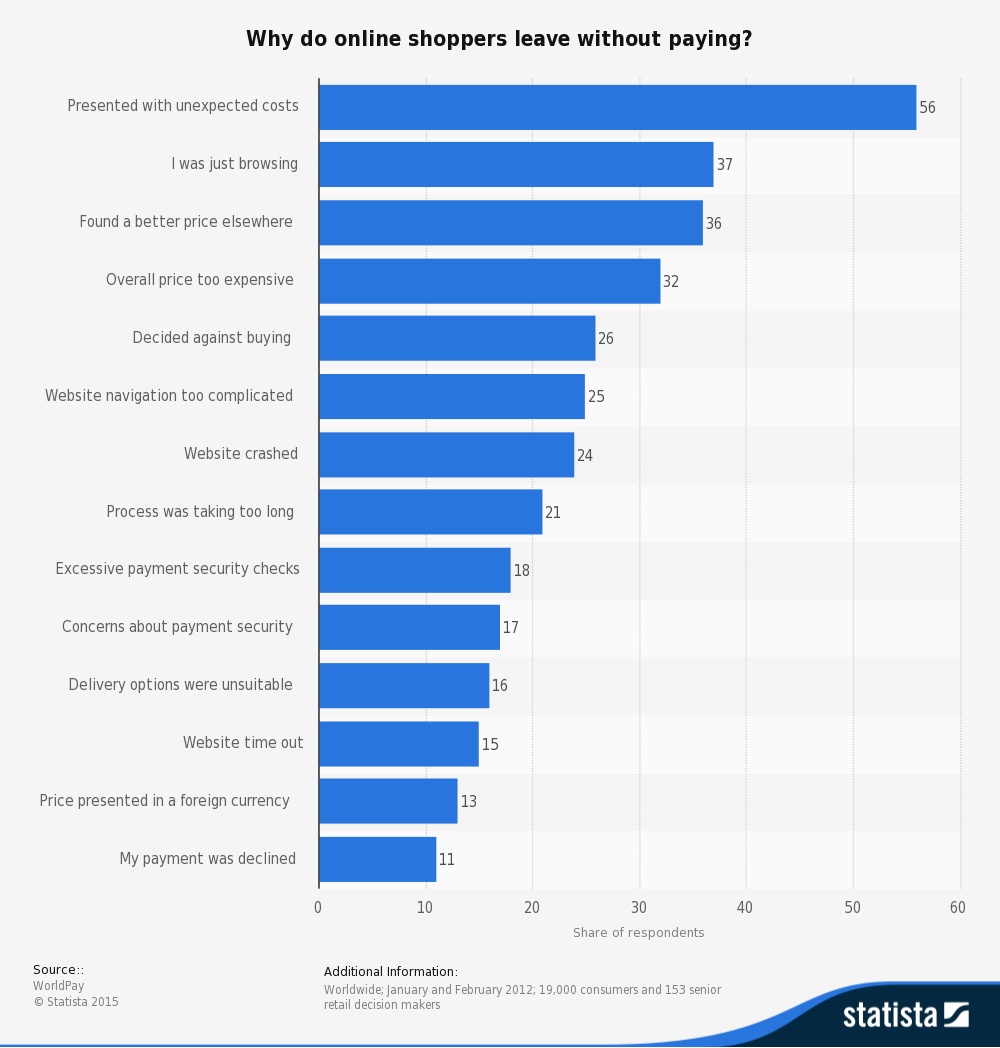 Why do online shoppers leave without paying?
Presented with unexpected costs 56
I was just browsing 37
Found a better price elsewhere 36
Overall price too expensive 32
Decided against buying 26
Website navigation too complicated 25
Website crashed 24
Process was taking too long 21
Excessive payment security checks 18
Concerns about payment security 17
Delivery options were unsuitable 16
Website time out 15
Price presented in a foreign currency 13
My payment was declined 11
0 10 20 30 40 50 60
Share of respondents
Source::
WorldPay
© Statista 2015
Additional Information:
Worldwide; January and February 2012; 19,000 consumers and 153 senior
retail decision makers
statista